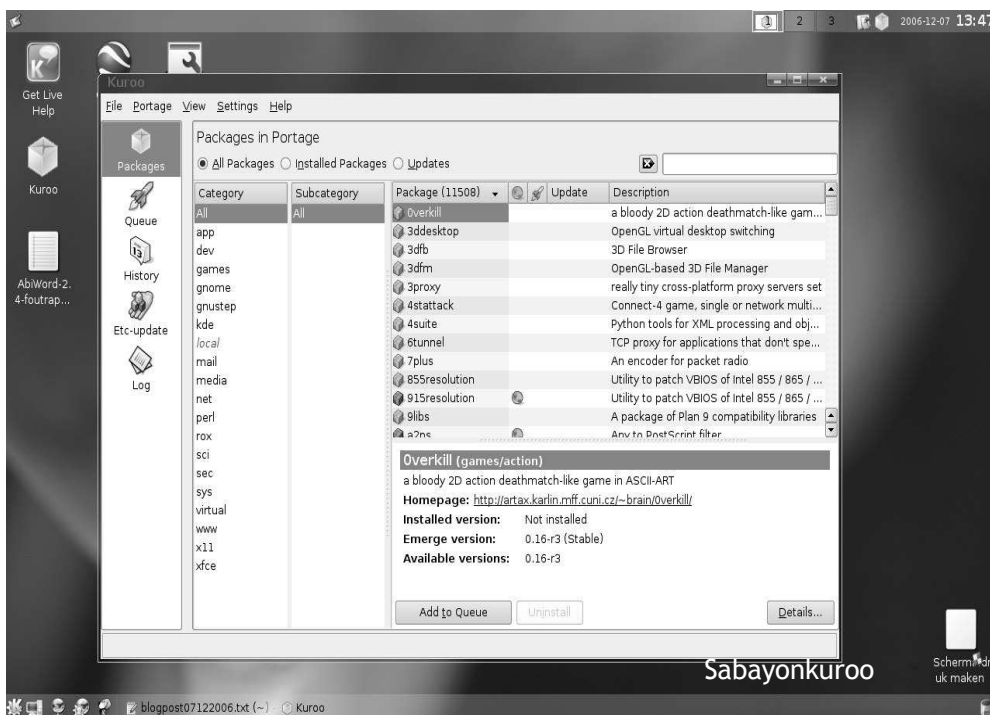 1 2 3 2006-12-07 13:47
Get Live
Help
Kuroo
AbiWord-2.
4-foutrap...
Kuroo
File Portage View Settings Help
Packages
Queue
History
Etc-update
Log
Packages in Portage
All Packages Installed Packages Updates
Category Subcategory Package (11508) Update Description
All All 0verkill a bloody 2D action deathmatch-like gam...
app 3ddesktop OpenGL virtual desktop switching
dev 3dfb 3D File Browser
games 3dfm OpenGL-based 3D File Manager
gnome 3proxy really tiny cross-platform proxy servers set
gnustep 4stattack Connect-4 game, single or network multi...
kde 4suite Python tools for XML processing and obj...
local 6tunnel TCP proxy for applications that don't spe...
mail 7plus An encoder for packet radio
media 855resolution Utility to patch VBIOS of Intel 855 / 865 / ...
net 915resolution Utility to patch VBIOS of Intel 855 / 865 / ...
perl 9libs A package of Plan 9 compatibility libraries
rox a2ps Any to PostScript filter
sci
sec
sys
virtual
www
x11
xfce
0verkill (games/action)
a bloody 2D action deathmatch-like game in ASCII-ART
Homepage: http://artax.karlin.mff.cuni.cz/~brain/0verkill/
Installed version: Not installed
Emerge version: 0.16-r3 (Stable)
Available versions: 0.16-r3
Add to Queue Uninstall Details...
Sabayonkuroo
uk maken
blogpost07122006.txt (~) Kuroo